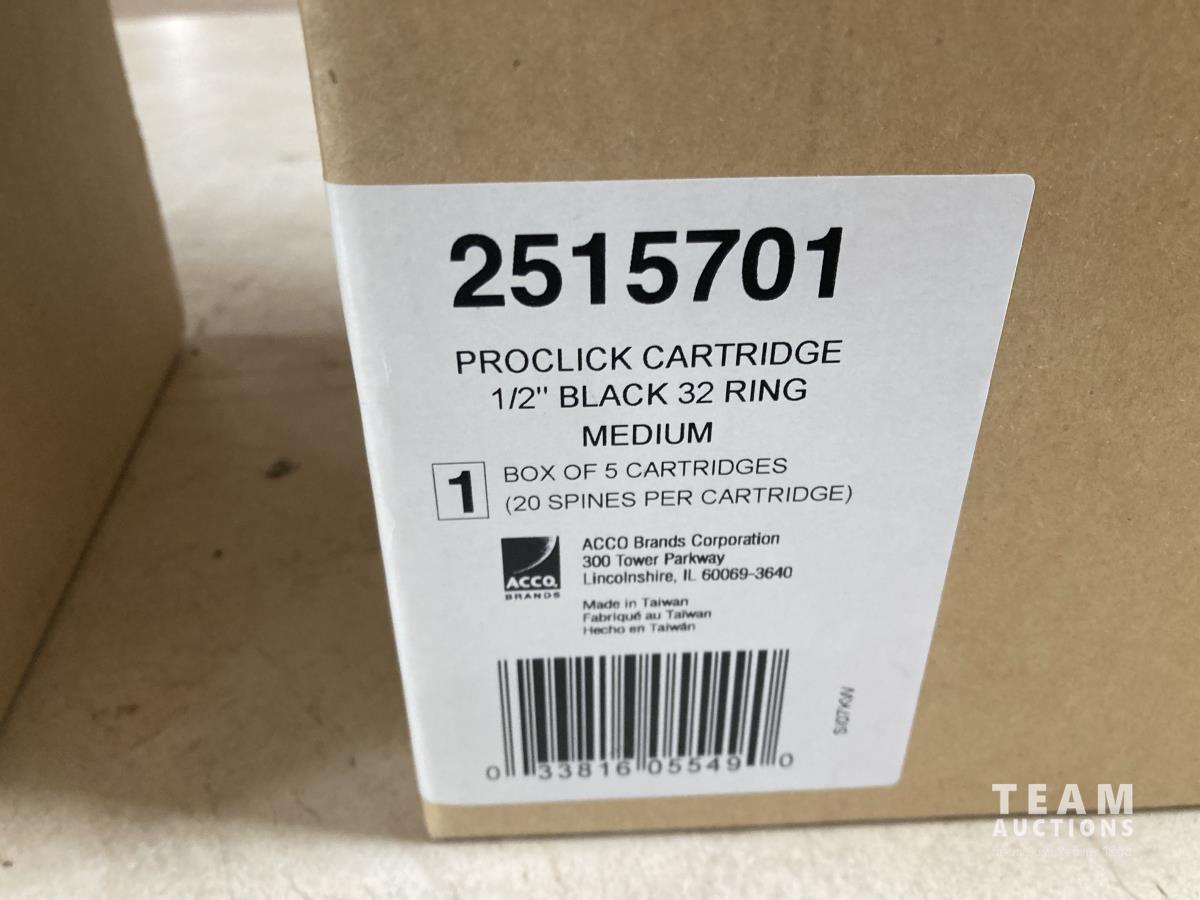 2515701
PROCLICK CARTRIDGE
1/2" BLACK 32 RING
MEDIUM
1 BOX OF 5 CARTRIDGES
(20 SPINES PER CARTRIDGE)
ACCO Brands Corporation
300 Tower Parkway
Lincolnshire, IL 60069-3640
ACCO
BRANDS
Made in Taiwan
Fabriqué au Taïwan
Hecho en Taiwán
SI07KW
0 33816 05549 0
TEAM
AUCTIONS